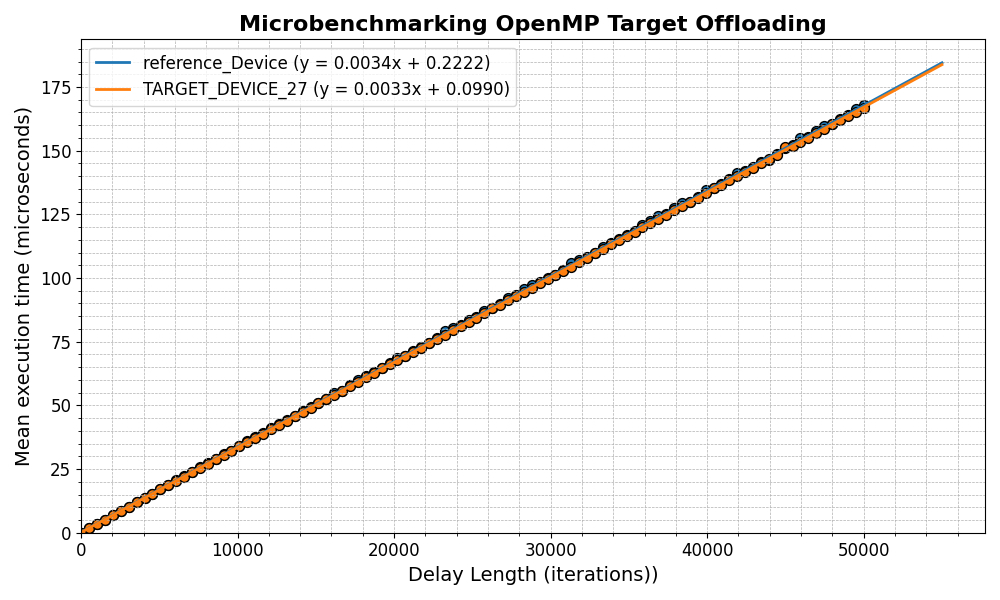 Microbenchmarking OpenMP Target Offloading
reference_Device (y = 0.0034x + 0.2222)
TARGET_DEVICE_27 (y = 0.0033x + 0.0990)
Mean execution time (microseconds)
175
150
125
100
75
50
25
0
0 10000 20000 30000 40000 50000
Delay Length (iterations))